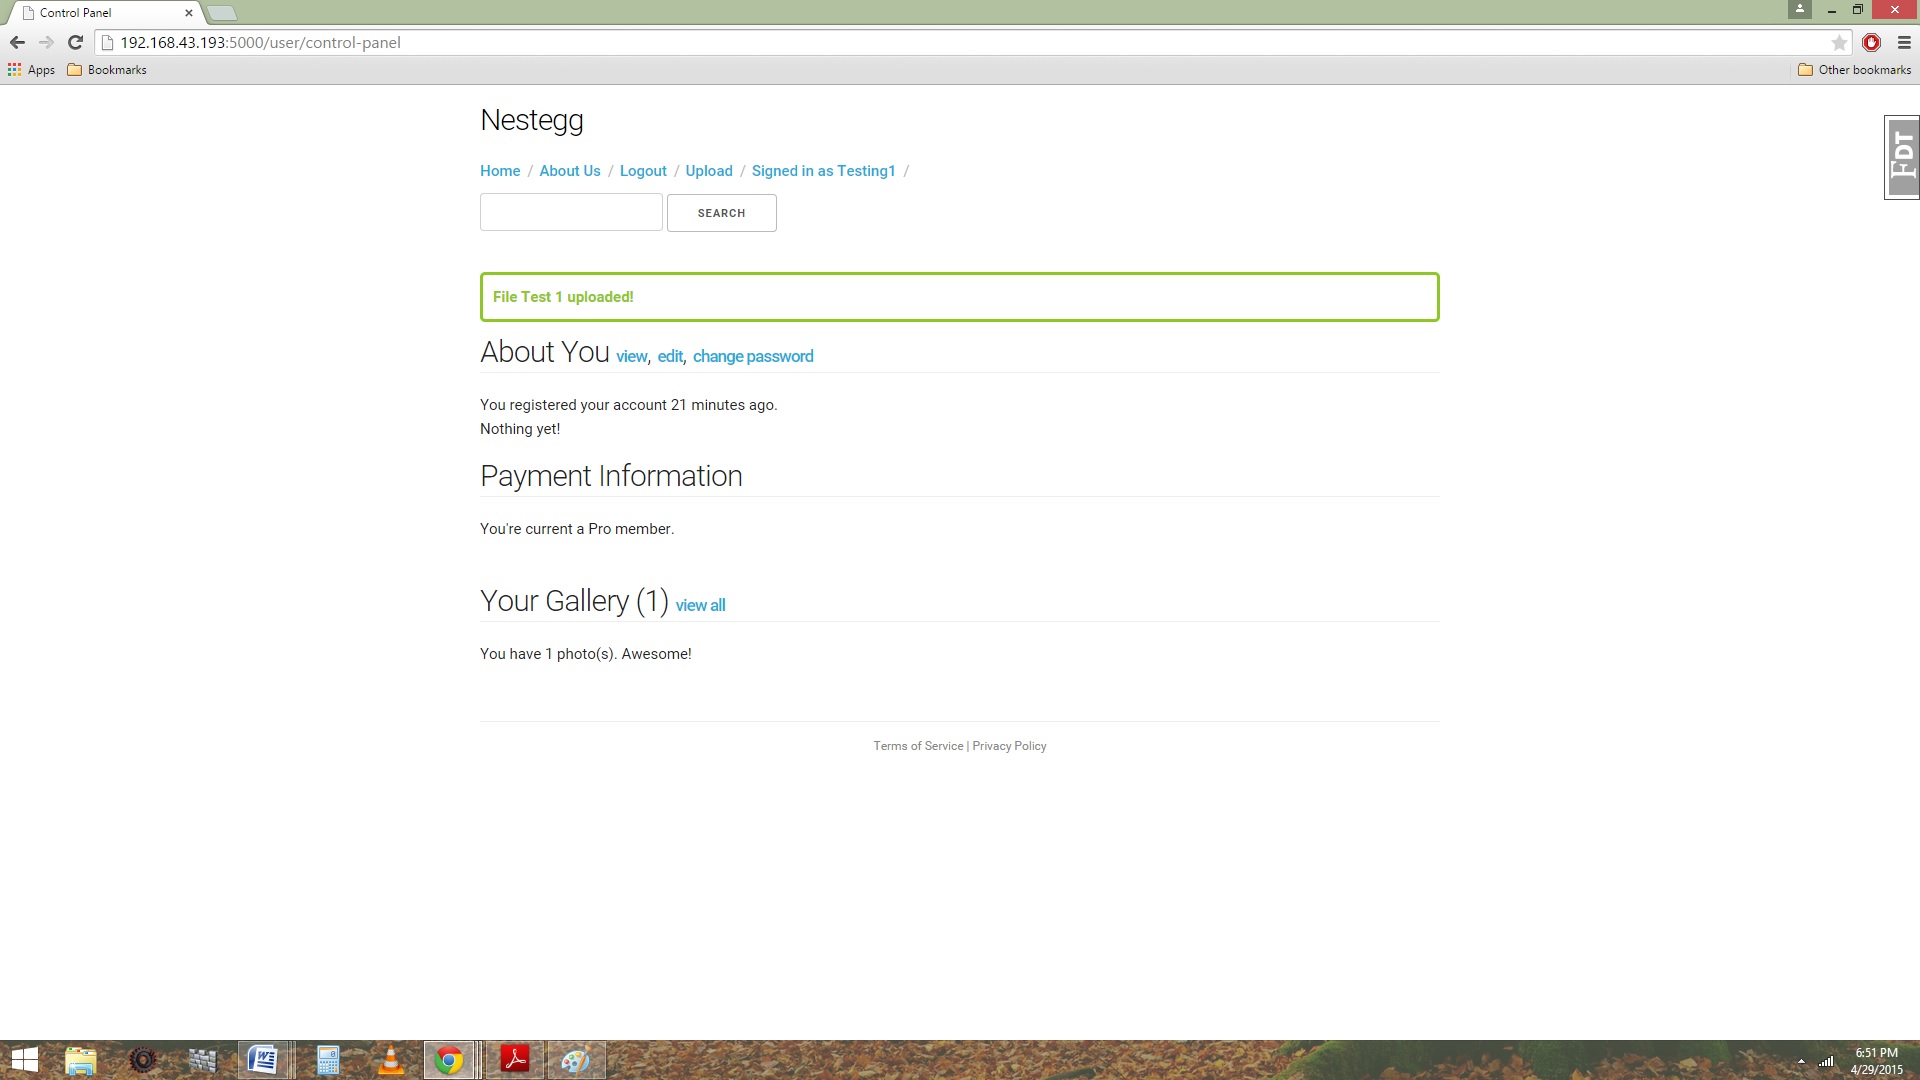 Control Panel
192.168.43.193:5000/user/control-panel
Apps Bookmarks Other bookmarks
Nestegg
FDT
Home / About Us / Logout / Upload / Signed in as Testing1 /
SEARCH
File Test 1 uploaded!
About You view, edit, change password
You registered your account 21 minutes ago.
Nothing yet!
Payment Information
You're current a Pro member.
Your Gallery (1) view all
You have 1 photo(s). Awesome!
Terms of Service | Privacy Policy
6:51 PM
4/29/2015